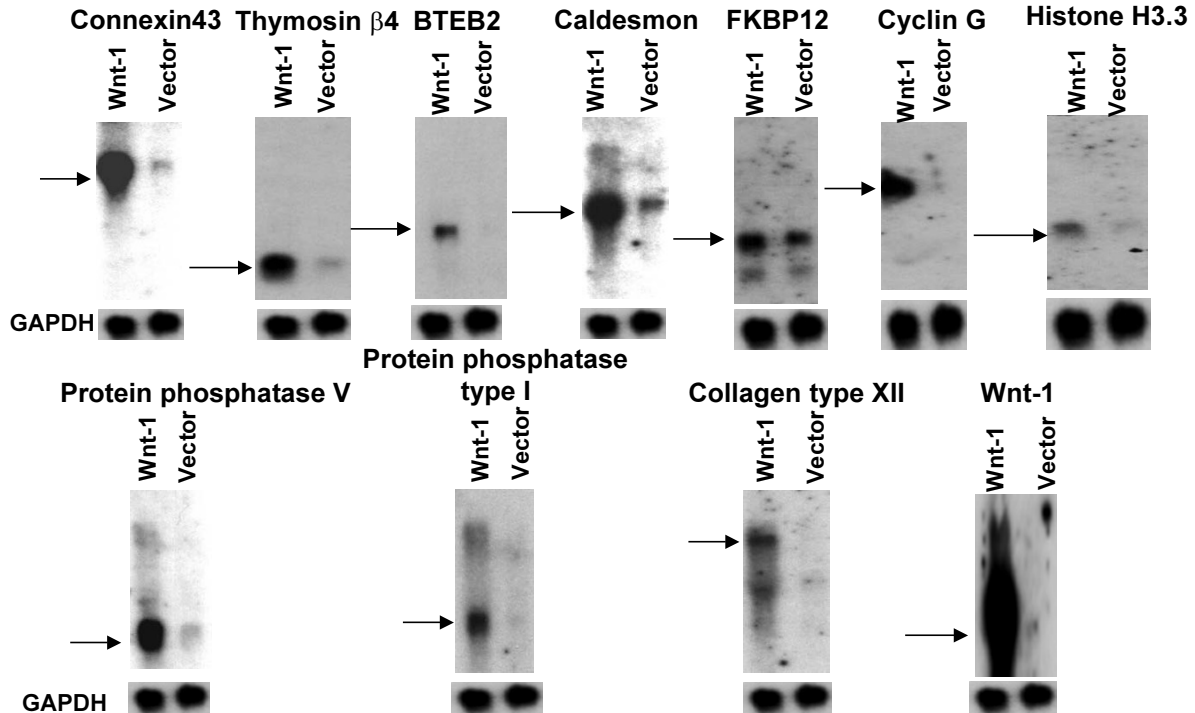 Connexin43 Thymosin β4 BTEB2 Caldesmon FKBP12 Cyclin G Histone H3.3
Wnt-1 Vector Wnt-1 Vector Wnt-1 Vector Wnt-1 Vector Wnt-1 Vector Wnt-1 Vector Wnt-1 Vector
GAPDH
Protein phosphatase V
Protein phosphatase
type I
Collagen type XII
Wnt-1
Wnt-1 Vector Wnt-1 Vector Wnt-1 Vector Wnt-1 Vector
GAPDH